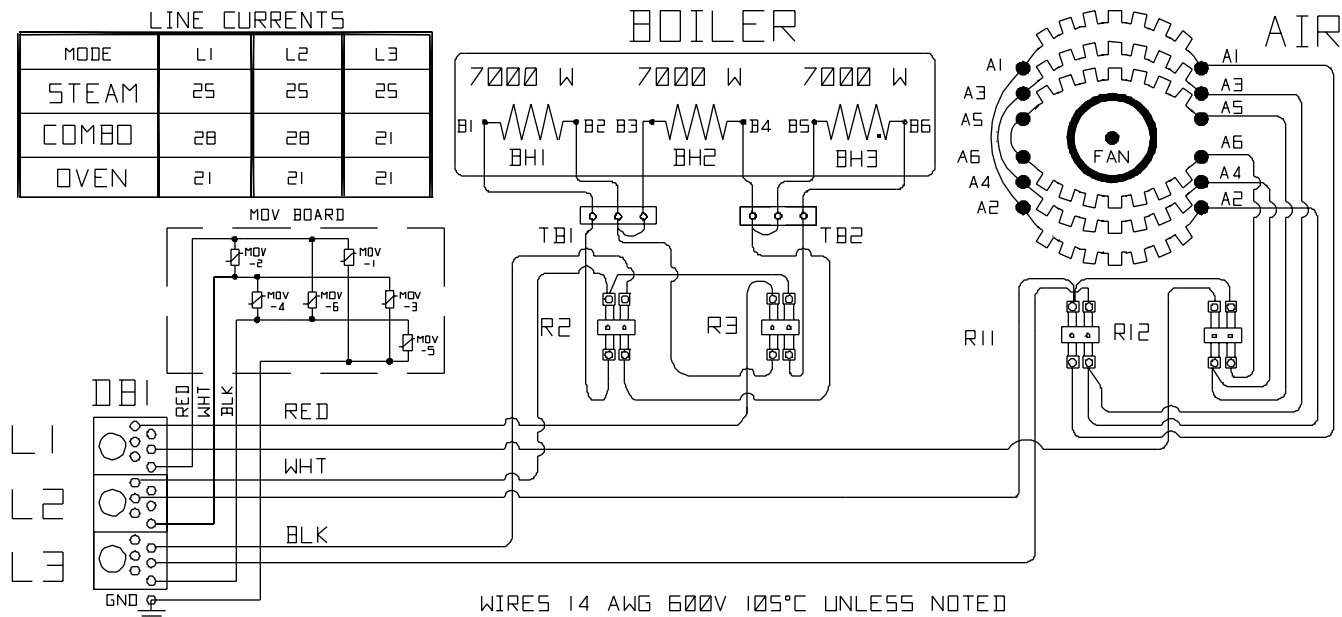 LINE CURRENTS
MODE L1 L2 L3
STEAM 25 25 25
COMBO 28 28 21
OVEN 21 21 21
BOILER
7000 W 7000 W 7000 W
B1 B2 B3 B4 B5 B6
BH1 BH2 BH3
TB1 TB2
AIR
A1 A1
A3 A3
A5 A5
FAN
A6 A6
A4 A4
A2 A2
MOV BOARD
MOV
-2
MOV
-1
MOV
-4
MOV
-6
MOV
-3
MOV
-5
R2 R3 R11 R12
DB1
RED
WHT
BLK
RED
L1
WHT
L2
BLK
L3
GND
WIRES 14 AWG 600V 105°C UNLESS NOTED